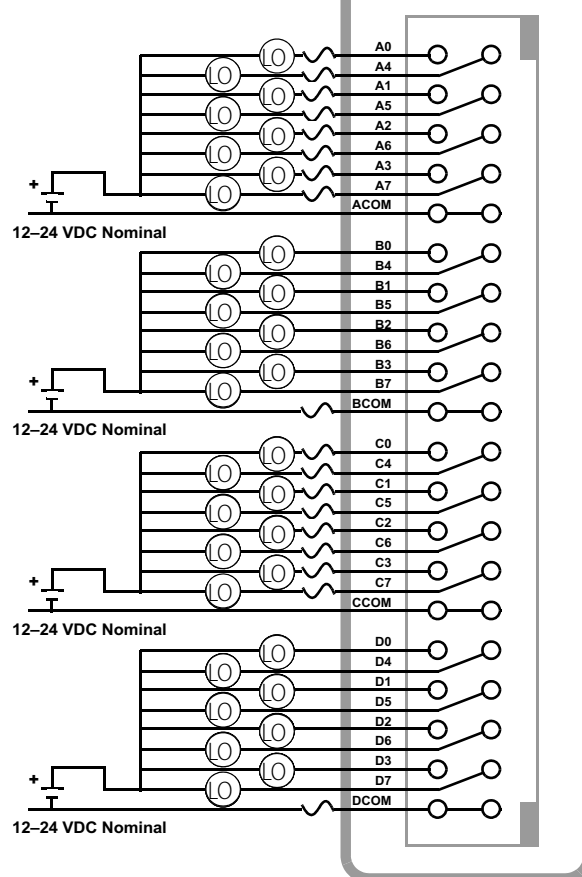 LO A0
LO A4
LO A1
LO A5
LO A2
LO A6
LO A3
+ LO A7
ACOM
12–24 VDC Nominal
LO B0
LO B4
LO B1
LO B5
LO B2
LO B6
LO B3
+ LO B7
BCOM
12–24 VDC Nominal
LO C0
LO C4
LO C1
LO C5
LO C2
LO C6
LO C3
+ LO C7
CCOM
12–24 VDC Nominal
LO D0
LO D4
LO D1
LO D5
LO D2
LO D6
LO D3
+ LO D7
DCOM
12–24 VDC Nominal